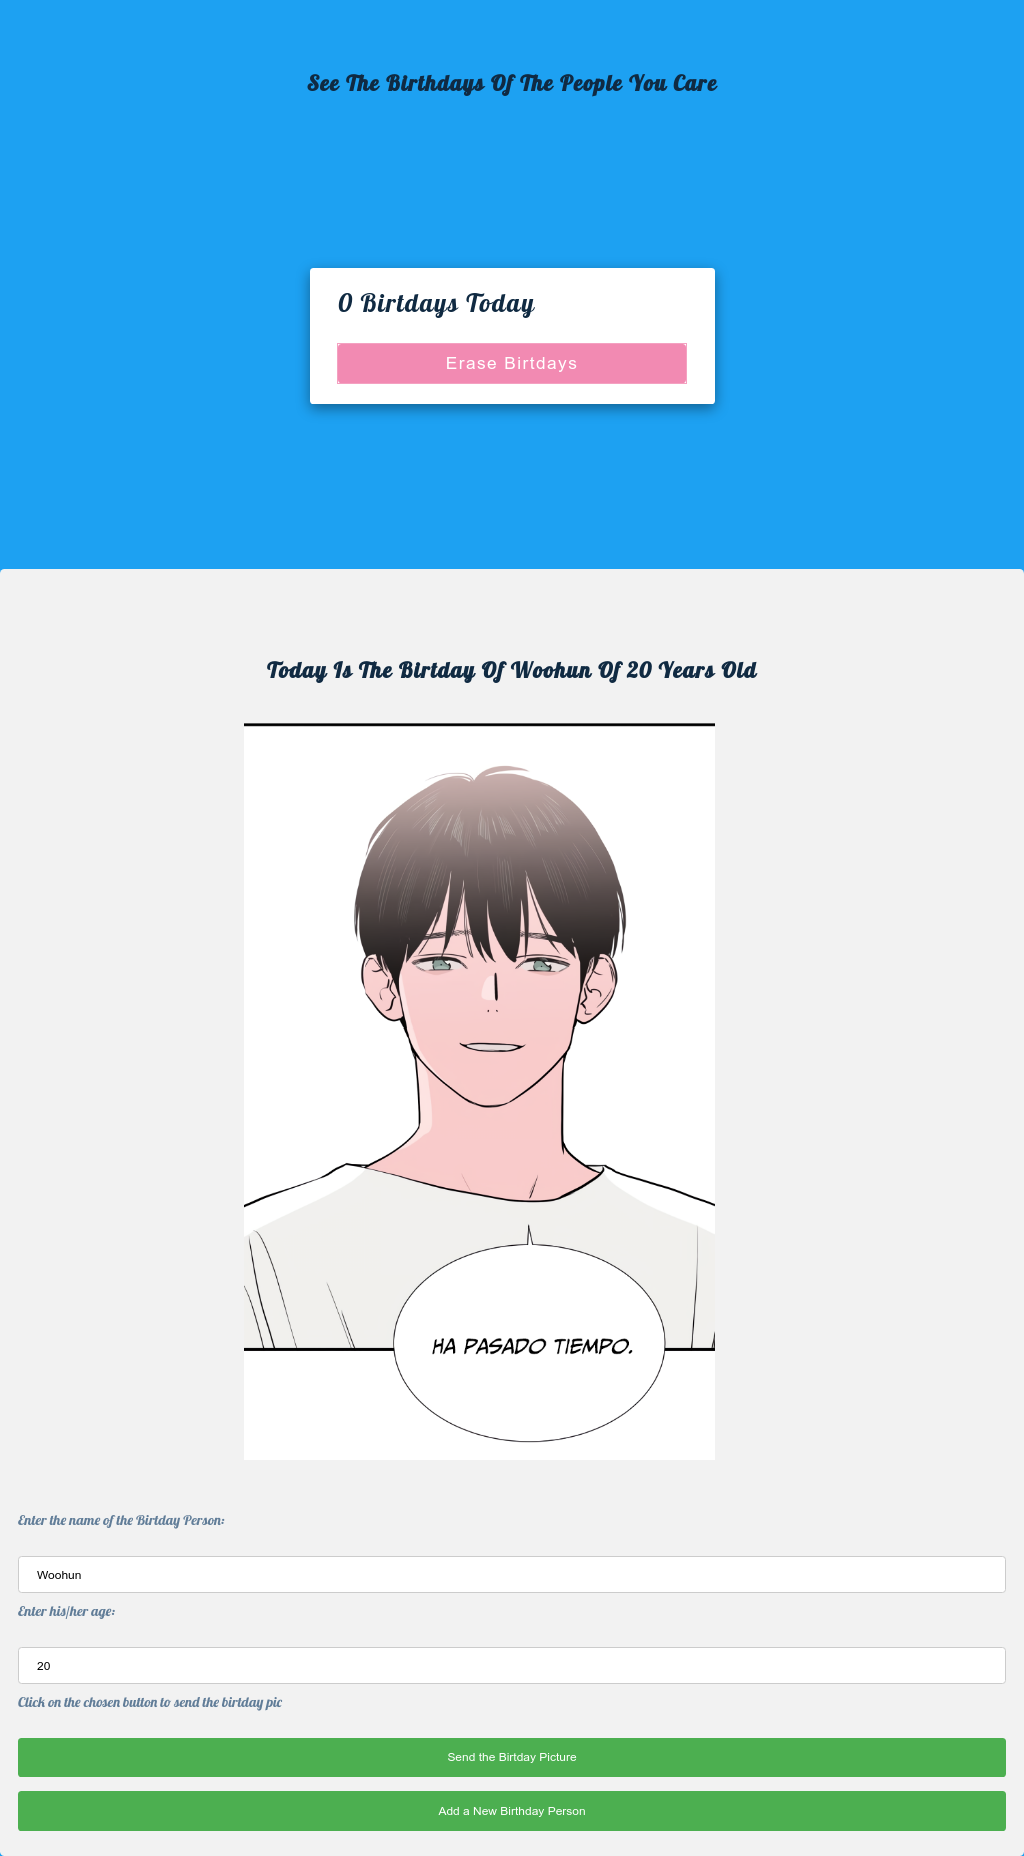 See The Birthdays Of The People You Care
0 Birtdays Today
Erase Birtdays
Today Is The Birtday Of Woohun Of 20 Years Old
HA PASADO TIEMPO.
Enter the name of the Birtday Person:
Woohun
Enter his/her age:
20
Click on the chosen button to send the birtday pic
Send the Birtday Picture
Add a New Birthday Person